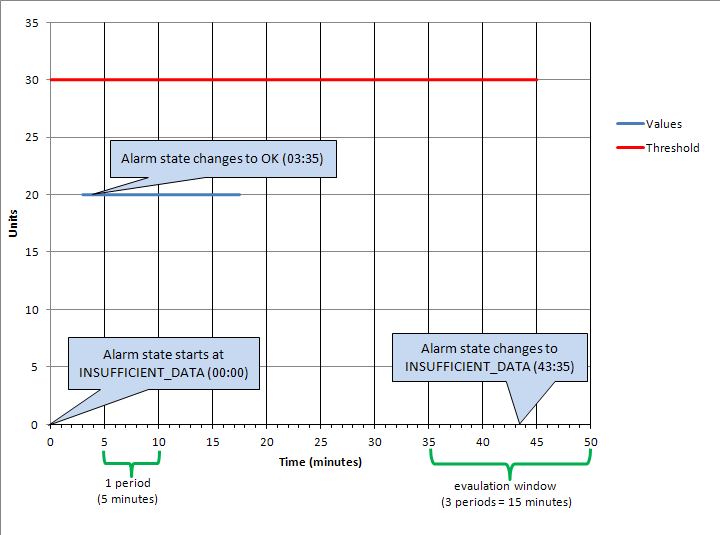 35
30
25
20
15
10
5
0
Units
Values
Threshold
Alarm state changes to OK (03:35)
Alarm state starts at
INSUFFICIENT_DATA (00:00)
Alarm state changes to
INSUFFICIENT_DATA (43:35)
0 5 10 15 20 25 30 35 40 45 50
Time (minutes)
1 period
(5 minutes)
evaulation window
(3 periods = 15 minutes)